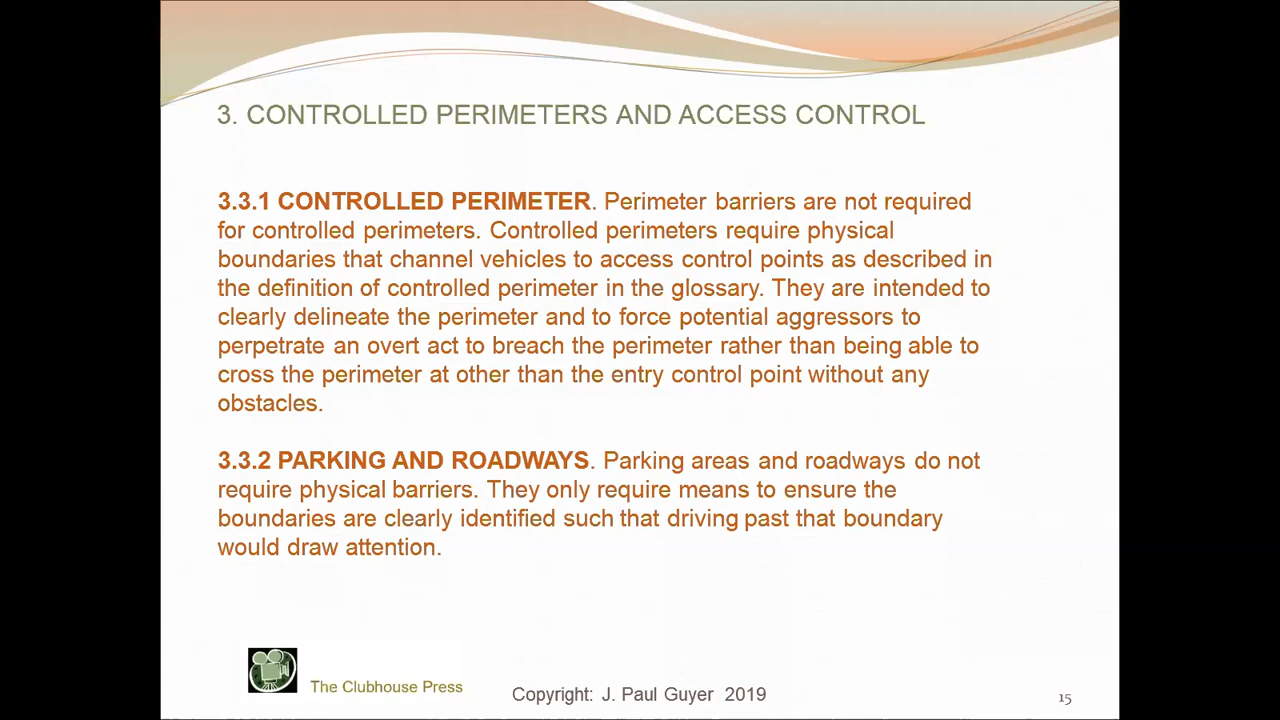 3. CONTROLLED PERIMETERS AND ACCESS CONTROL
3.3.1 CONTROLLED PERIMETER. Perimeter barriers are not required
for controlled perimeters. Controlled perimeters require physical
boundaries that channel vehicles to access control points as described in
the definition of controlled perimeter in the glossary. They are intended to
clearly delineate the perimeter and to force potential aggressors to
perpetrate an overt act to breach the perimeter rather than being able to
cross the perimeter at other than the entry control point without any
obstacles.
3.3.2 PARKING AND ROADWAYS. Parking areas and roadways do not
require physical barriers. They only require means to ensure the
boundaries are clearly identified such that driving past that boundary
would draw attention.
The Clubhouse Press
Copyright: J. Paul Guyer 2019
15